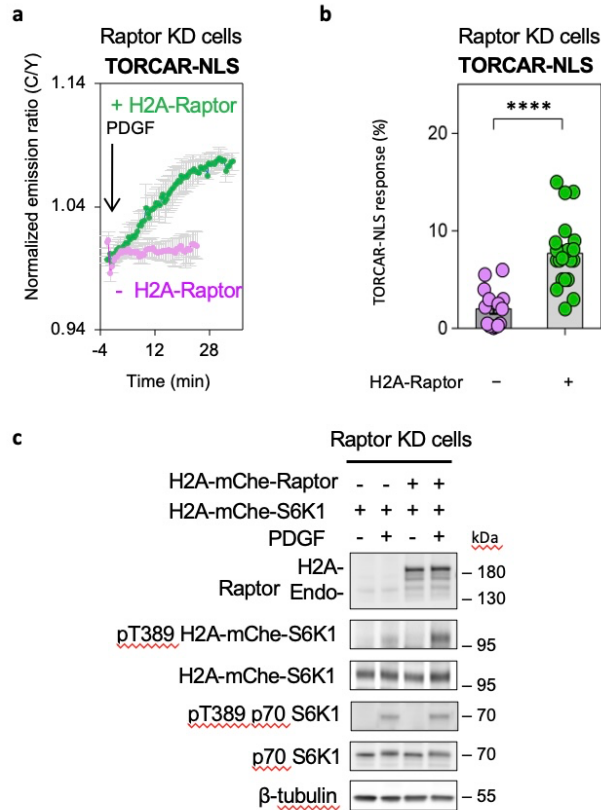 a
Raptor KD cells
TORCAR-NLS
Normalized emission ratio (C/Y)
1.14
1.04
0.94
+ H2A-Raptor
PDGF
- H2A-Raptor
-4 12 28
Time (min)
b
Raptor KD cells
TORCAR-NLS
TORCAR-NLS response (%)
20
10
0
****
H2A-Raptor − +
c
Raptor KD cells
H2A-mChe-Raptor - - + +
H2A-mChe-S6K1 + + + +
PDGF - + - + kDa
H2A-
Raptor Endo-
– 180
– 130
pT389 H2A-mChe-S6K1 – 95
H2A-mChe-S6K1 – 95
pT389 p70 S6K1 – 70
p70 S6K1 – 70
β-tubulin – 55